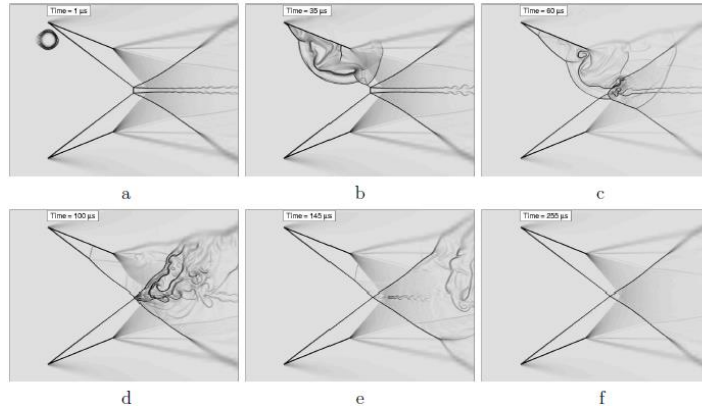 Time = 1 µs
Time = 35 µs
Time = 60 µs
a
b
c
Time = 100 µs
Time = 145 µs
Time = 255 µs
d
e
f